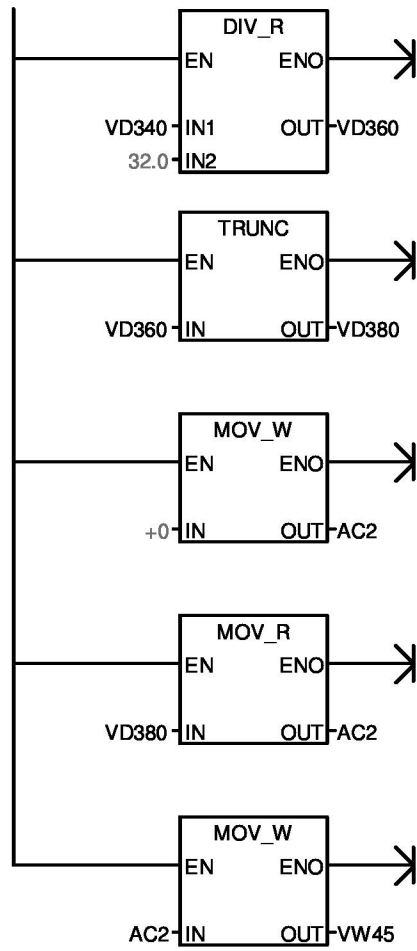 DIV_R
EN ENO
VD340 IN1 OUT VD360
32.0 IN2
TRUNC
EN ENO
VD360 IN OUT VD380
MOV_W
EN ENO
+0 IN OUT AC2
MOV_R
EN ENO
VD380 IN OUT AC2
MOV_W
EN ENO
AC2 IN OUT VW45